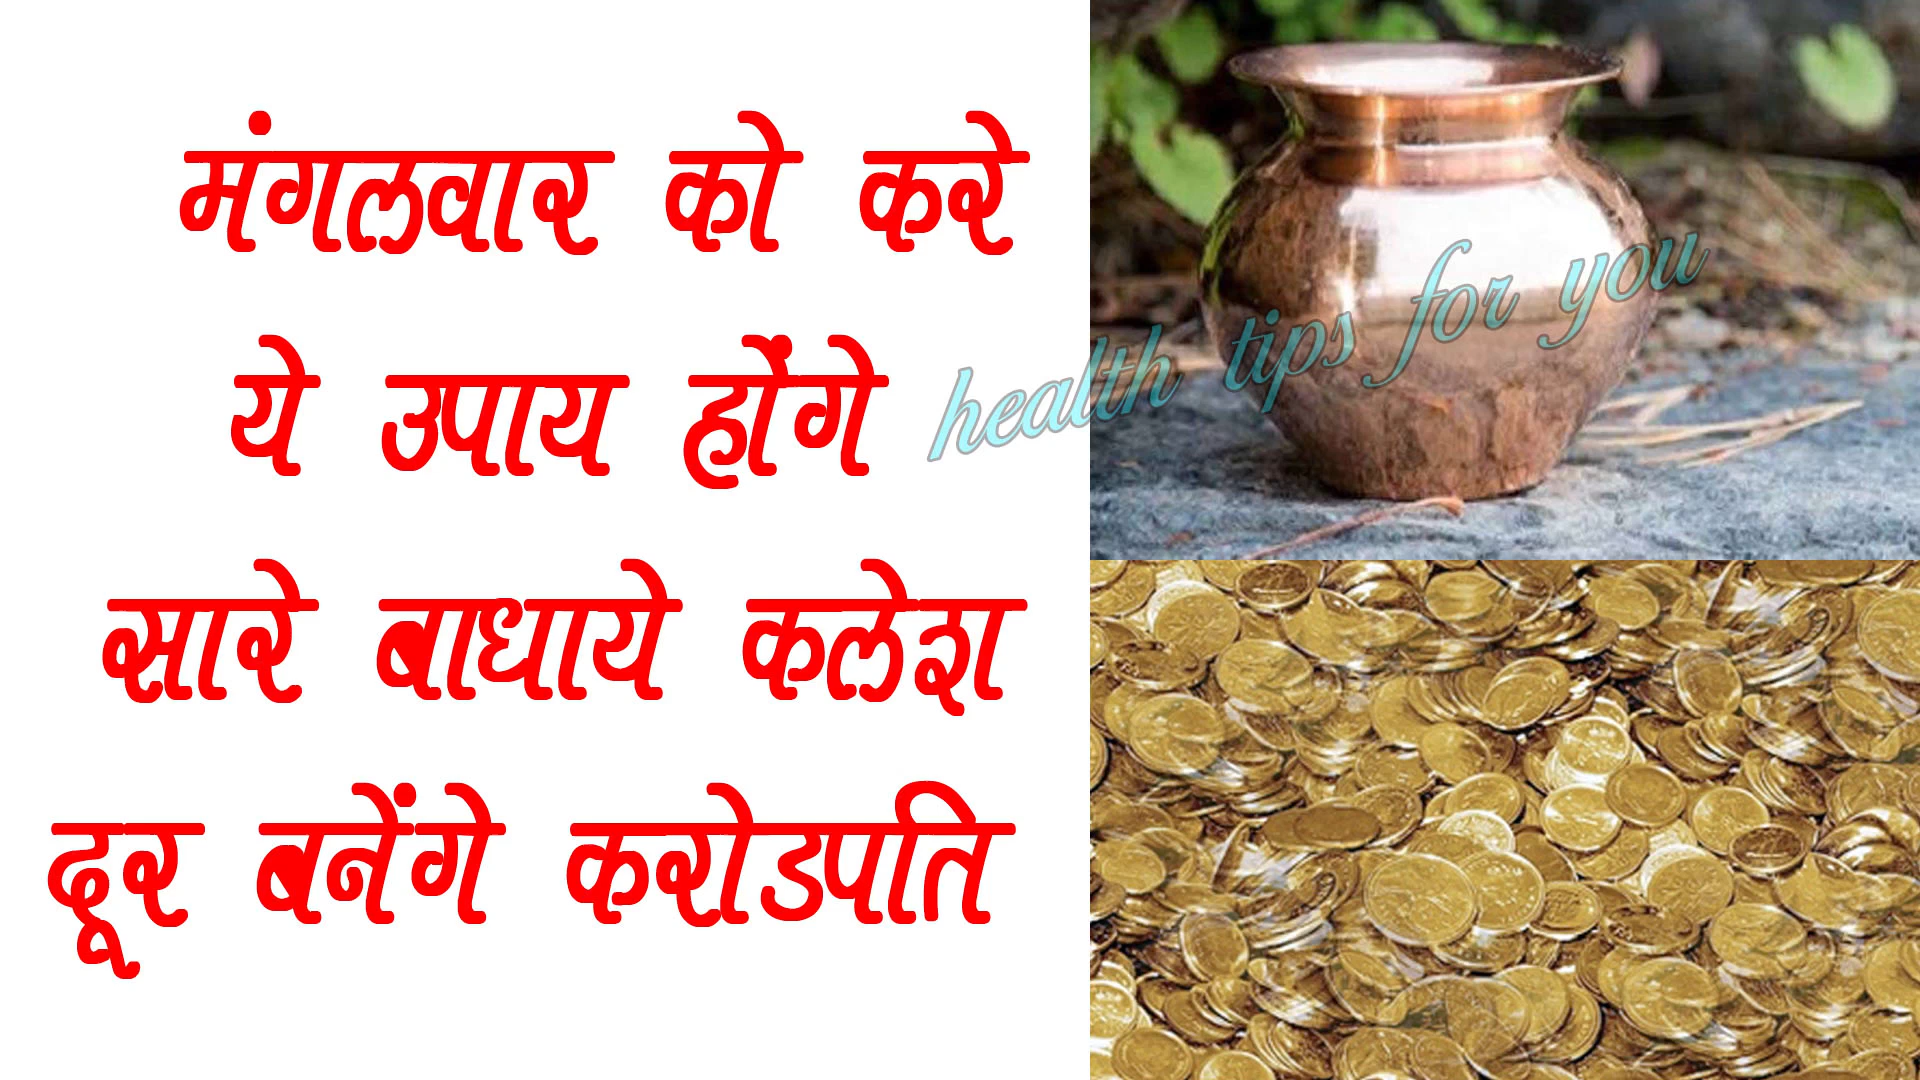 मंगलवार को करे
ये उपाय होंगे
सारे बाधाये कलेश
दूर बनेंगे करोडपति
health tips for you